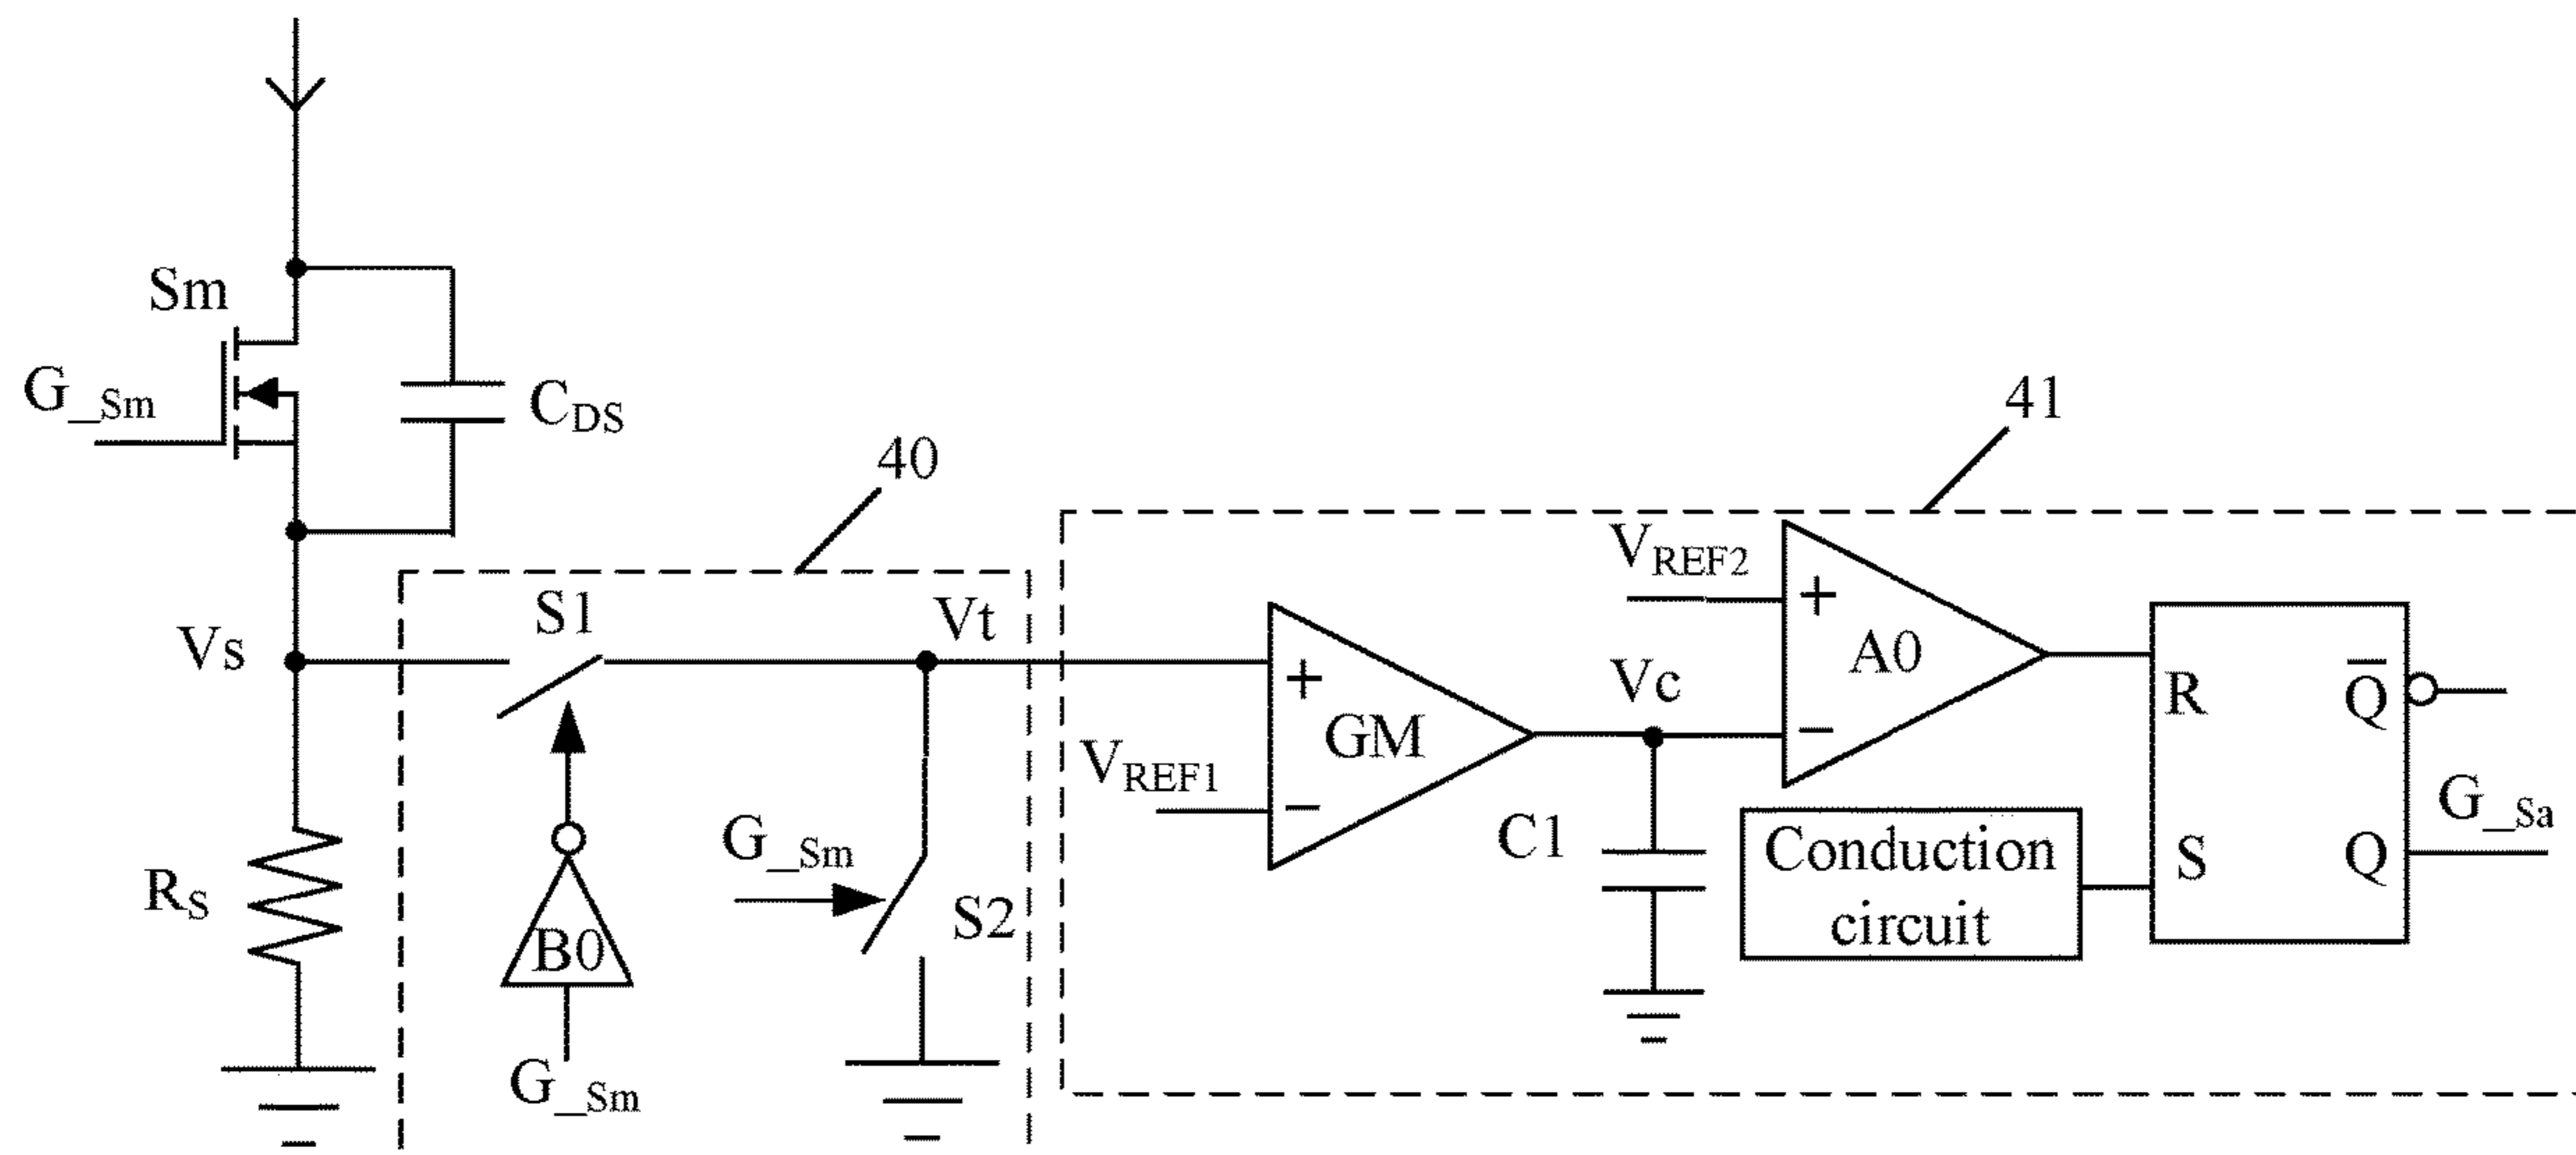 Sm
G_Sm
CDS
40
41
VREF2
S1
Vt
Vs
+
A0
+
R
Q̅
Vc
GM
VREF1
−
−
G_Sm
C1
Conduction
circuit
S
Q
G_Sa
RS
B0
S2
G_Sm